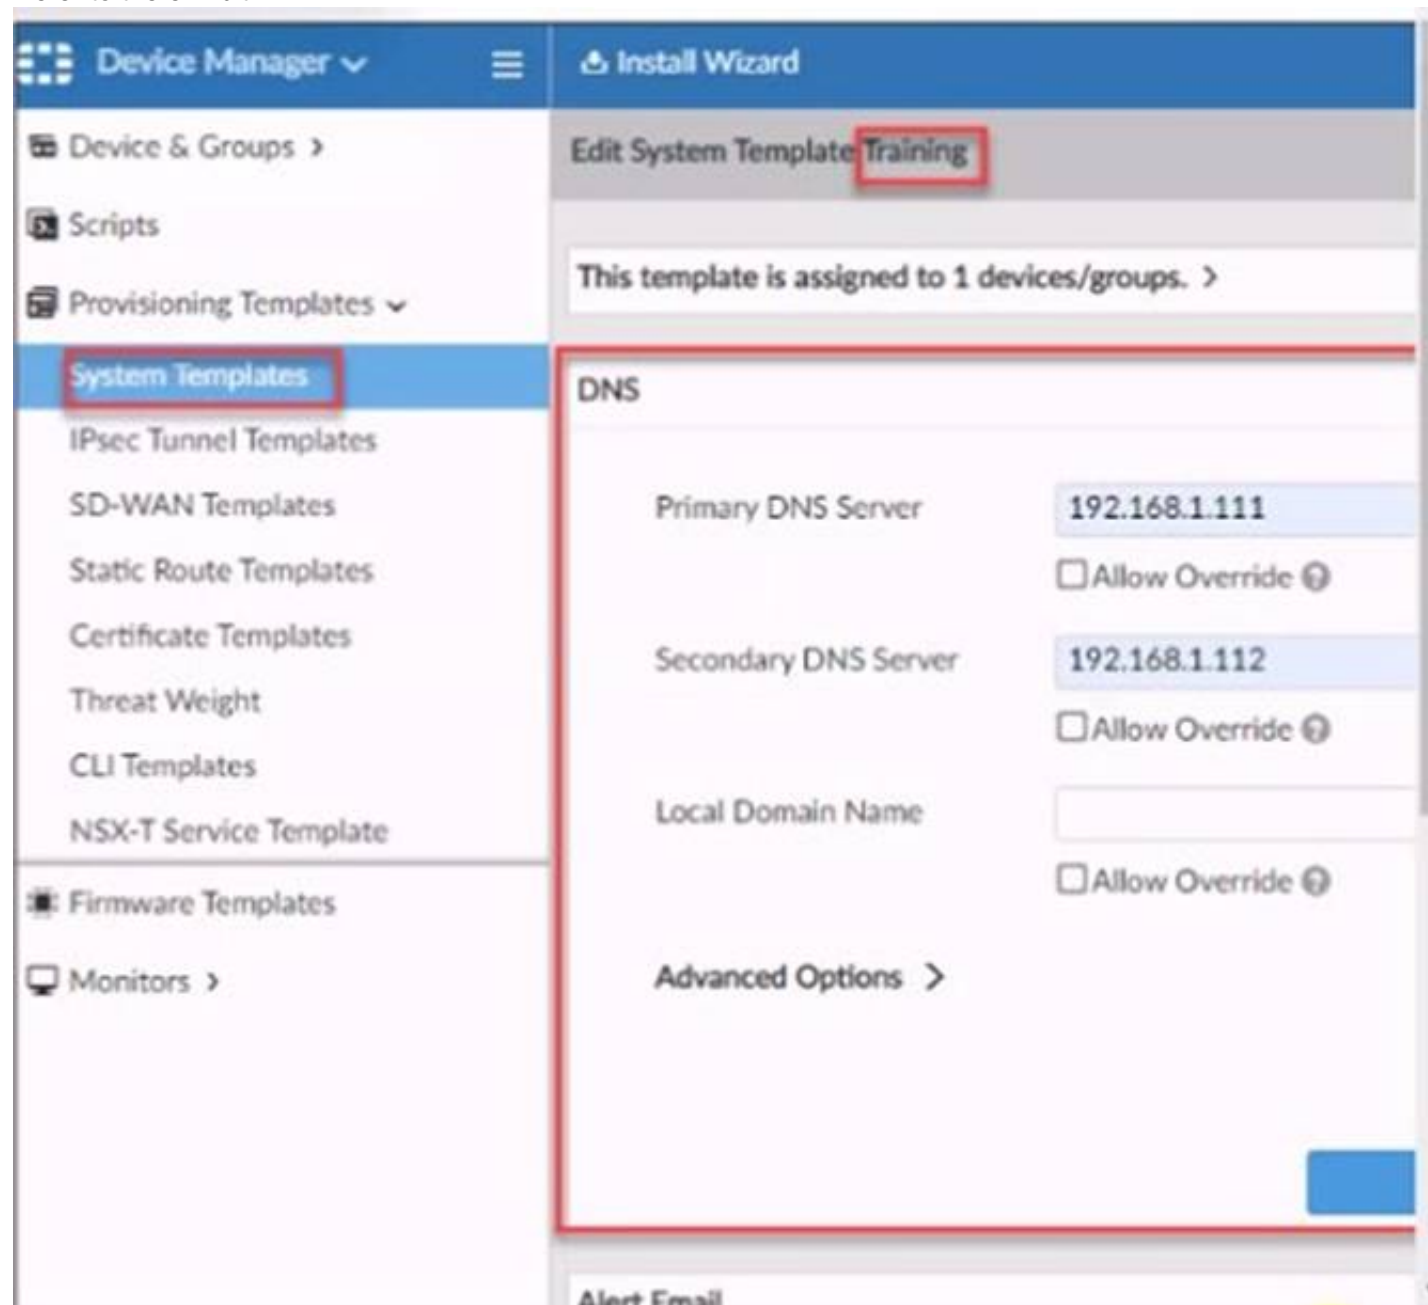 Device Manager
Install Wizard
Device & Groups
Scripts
Provisioning Templates
System Templates
IPsec Tunnel Templates
SD-WAN Templates
Static Route Templates
Certificate Templates
Threat Weight
CLI Templates
NSX-T Service Template
Firmware Templates
Monitors
Edit System Template Training
This template is assigned to 1 devices/groups. >
DNS
Primary DNS Server 192.168.1.111
Allow Override
Secondary DNS Server 192.168.1.112
Allow Override
Local Domain Name
Allow Override
Advanced Options >
Alert Email